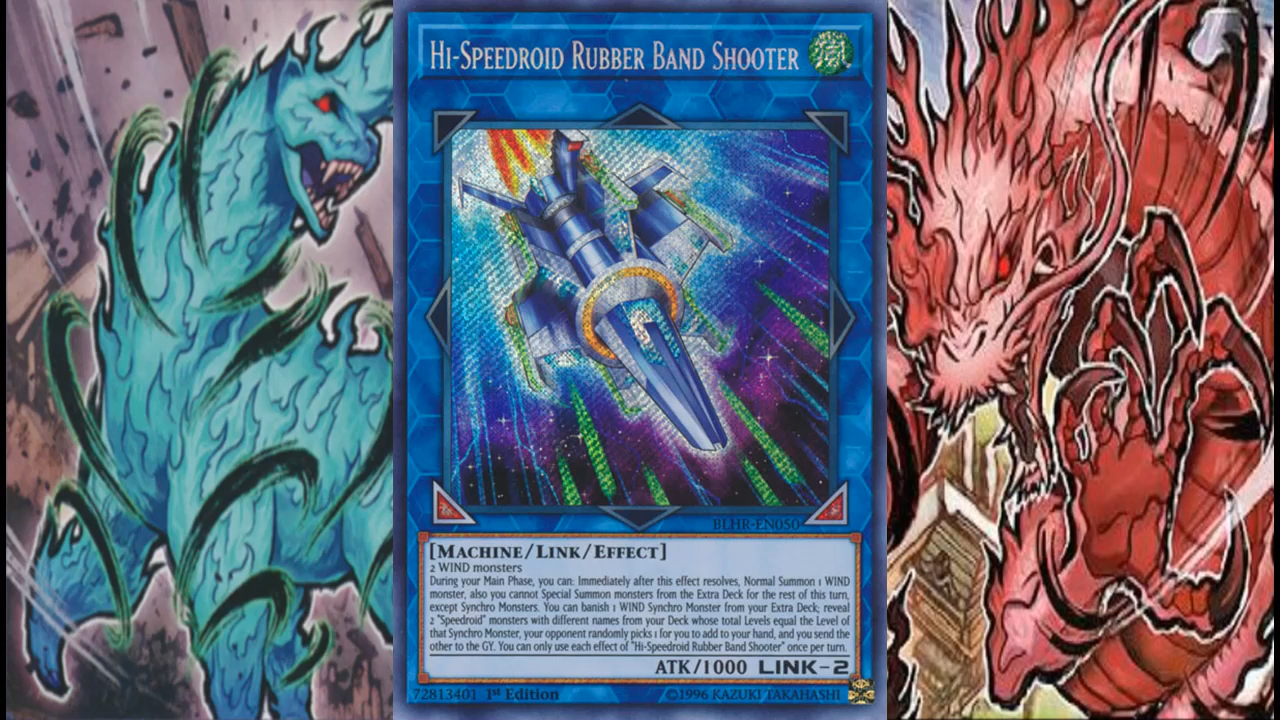 HI-SPEEDROID RUBBER BAND SHOOTER
風
BLHR-EN050
[MACHINE/LINK/EFFECT]
2 WIND monsters
During your Main Phase, you can: Immediately after this effect resolves, Normal Summon 1 WIND
monster, also you cannot Special Summon monsters from the Extra Deck for the rest of this turn,
except Synchro Monsters. You can banish 1 WIND Synchro Monster from your Extra Deck; reveal
2 "Speedroid" monsters with different names from your Deck whose total Levels equal the Level of
that Synchro Monster, your opponent randomly picks 1 for you to add to your hand, and you send the
other to the GY. You can only use each effect of "Hi-Speedroid Rubber Band Shooter" once per turn.
ATK/1000 LINK-2
72813401 1st Edition ©1996 KAZUKI TAKAHASHI